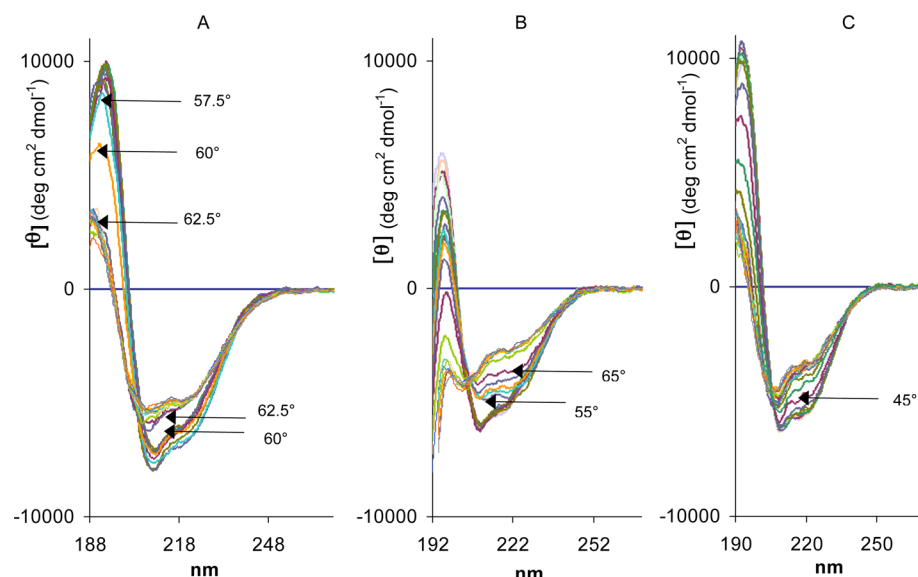 A
B
C
10000
0
-10000
[θ] (deg cm² dmol⁻¹)
57.5°
60°
62.5°
62.5°
60°
188
218
248
nm
10000
0
-10000
[θ] (deg cm² dmol⁻¹)
65°
55°
192
222
252
nm
10000
0
-10000
[θ] (deg cm² dmol⁻¹)
45°
190
220
250
nm